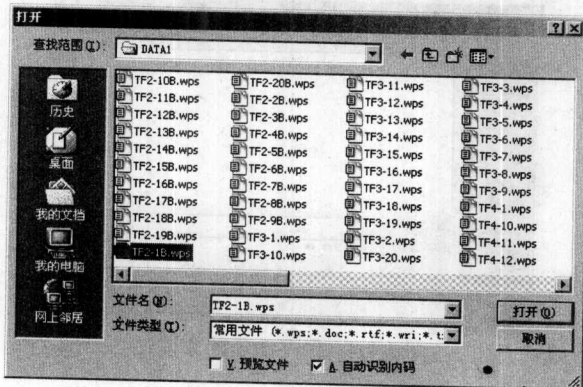 打开
查找范围(I):
DATA1
历史
桌面
我的文档
我的电脑
网上邻居
TF2-10B.wps
TF2-11B.wps
TF2-12B.wps
TF2-13B.wps
TF2-14B.wps
TF2-15B.wps
TF2-16B.wps
TF2-17B.wps
TF2-18B.wps
TF2-19B.wps
TF2-1B.wps
TF2-20B.wps
TF2-2B.wps
TF2-3B.wps
TF2-4B.wps
TF2-5B.wps
TF2-6B.wps
TF2-7B.wps
TF2-8B.wps
TF2-9B.wps
TF3-1.wps
TF3-10.wps
TF3-11.wps
TF3-12.wps
TF3-13.wps
TF3-14.wps
TF3-15.wps
TF3-16.wps
TF3-17.wps
TF3-18.wps
TF3-19.wps
TF3-2.wps
TF3-20.wps
TF3-3.wps
TF3-4.wps
TF3-5.wps
TF3-6.wps
TF3-7.wps
TF3-8.wps
TF3-9.wps
TF4-1.wps
TF4-10.wps
TF4-11.wps
TF4-12.wps
文件名(N):
TF2-1B.wps
打开(O)
文件类型(T):
常用文件 (*.wps;*.doc;*.rtf;*.wri;*.t
取消
V.预览文件
A.自动识别内码